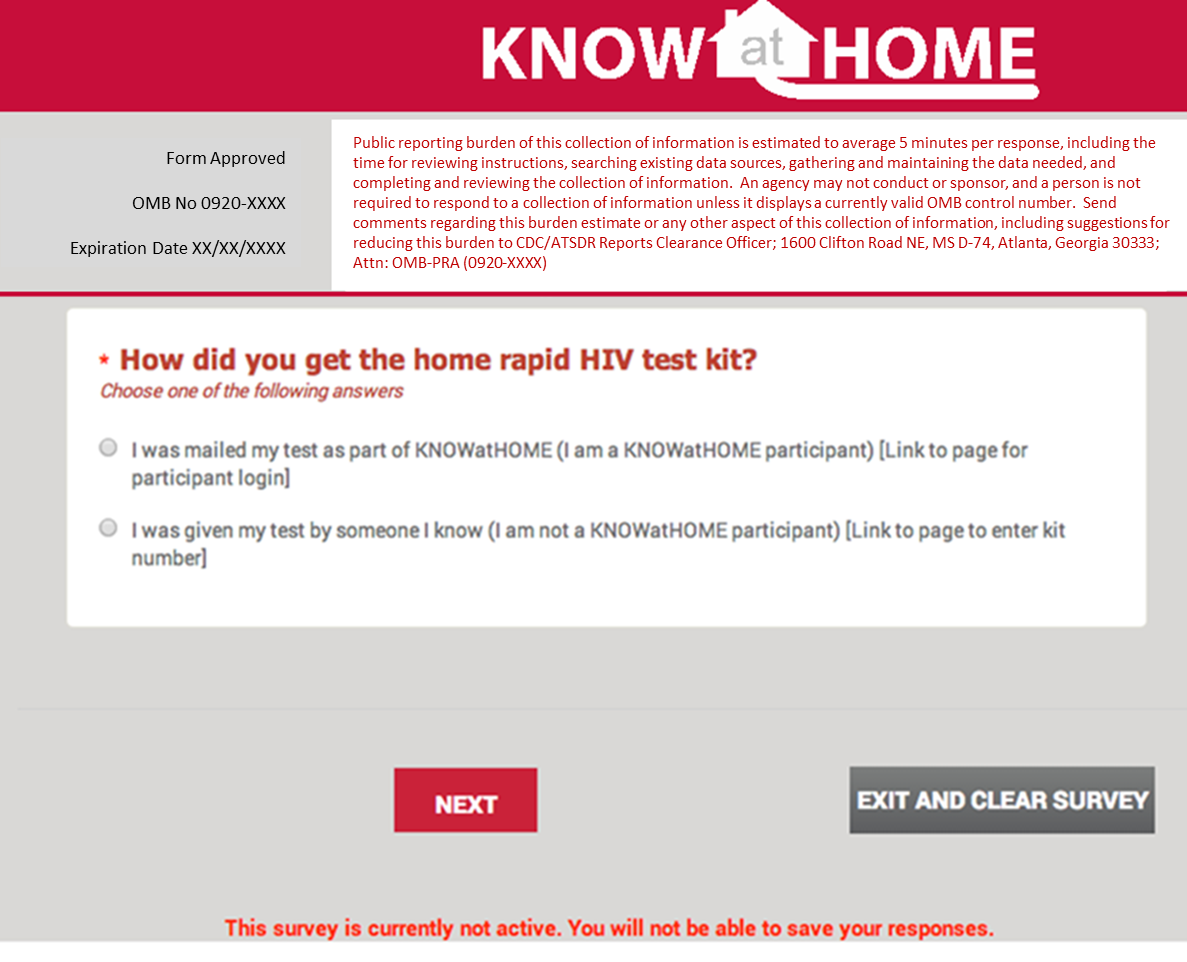 KNOW at HOME
Form Approved
OMB No 0920-XXXX
Expiration Date XX/XX/XXXX
Public reporting burden of this collection of information is estimated to average 5 minutes per response, including the
time for reviewing instructions, searching existing data sources, gathering and maintaining the data needed, and
completing and reviewing the collection of information.  An agency may not conduct or sponsor, and a person is not
required to respond to a collection of information unless it displays a currently valid OMB control number.  Send
comments regarding this burden estimate or any other aspect of this collection of information, including suggestions for
reducing this burden to CDC/ATSDR Reports Clearance Officer; 1600 Clifton Road NE, MS D-74, Atlanta, Georgia 30333;
Attn: OMB-PRA (0920-XXXX)
* How did you get the home rapid HIV test kit?
Choose one of the following answers
I was mailed my test as part of KNOWatHOME (I am a KNOWatHOME participant) [Link to page for
participant login]
I was given my test by someone I know (I am not a KNOWatHOME participant) [Link to page to enter kit
number]
NEXT
EXIT AND CLEAR SURVEY
This survey is currently not active. You will not be able to save your responses.